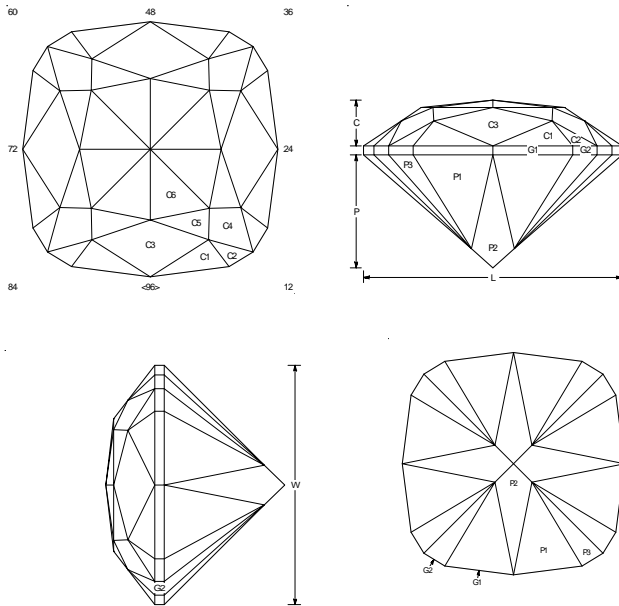 60 48 36
72 24
84 <96> 12
C6
C5 C4
C3
C1 C2
C
C3
C1
C2
G1 G2
P3
P1
P
P2
L
W
G2
P2
P1 P3
G2
G1